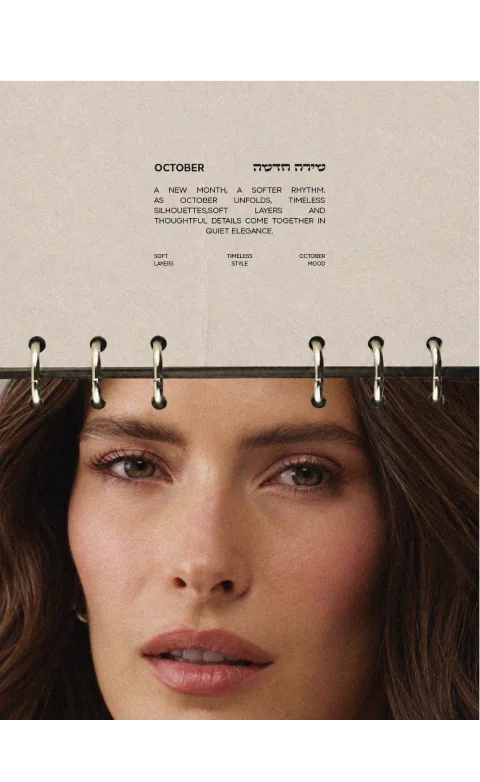 OCTOBER שירה חדשה
A NEW MONTH, A SOFTER RHYTHM.
AS OCTOBER UNFOLDS, TIMELESS
SILHOUETTES,SOFT LAYERS AND
THOUGHTFUL DETAILS COME TOGETHER IN
QUIET ELEGANCE.
SOFT TIMELESS OCTOBER
LAYERS STYLE MOOD